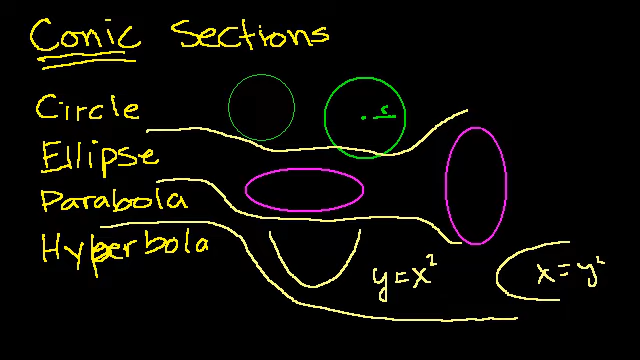 Conic Sections
Circle
Ellipse
Parabola
Hyperbola
y=x²
x=y²